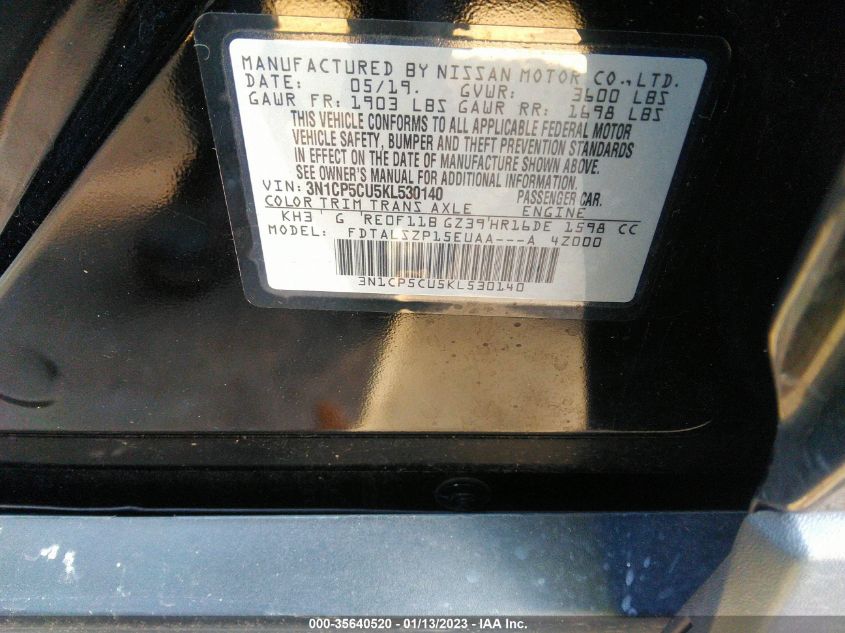 MANUFACTURED BY NISSAN MOTOR CO.,LTD.
DATE: 05/19. GVWR: 3600 LBS
GAWR FR: 1903 LBS GAWR RR: 1698 LBS
THIS VEHICLE CONFORMS TO ALL APPLICABLE FEDERAL MOTOR
VEHICLE SAFETY, BUMPER AND THEFT PREVENTION STANDARDS
IN EFFECT ON THE DATE OF MANUFACTURE SHOWN ABOVE.
SEE OWNER'S MANUAL FOR ADDITIONAL INFORMATION.
VIN: 3N1CP5CU5KL530140 PASSENGER CAR.
COLOR TRIM TRANS AXLE ENGINE
KH3 G RE0F11B GZ39 HR16DE 1598 CC
MODEL: FDTALSZP15EUAA---A 4Z000
3N1CP5CU5KL530140
000-35640520 - 01/13/2023 - IAA Inc.